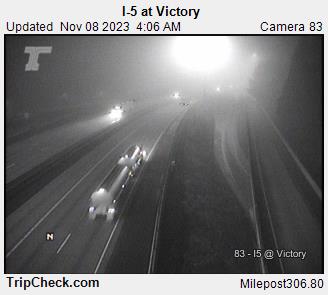 I-5 at Victory
Updated Nov 08 2023 4:06 AM Camera 83
T
N
83 - I5 @ Victory
TripCheck.com Milepost306.80